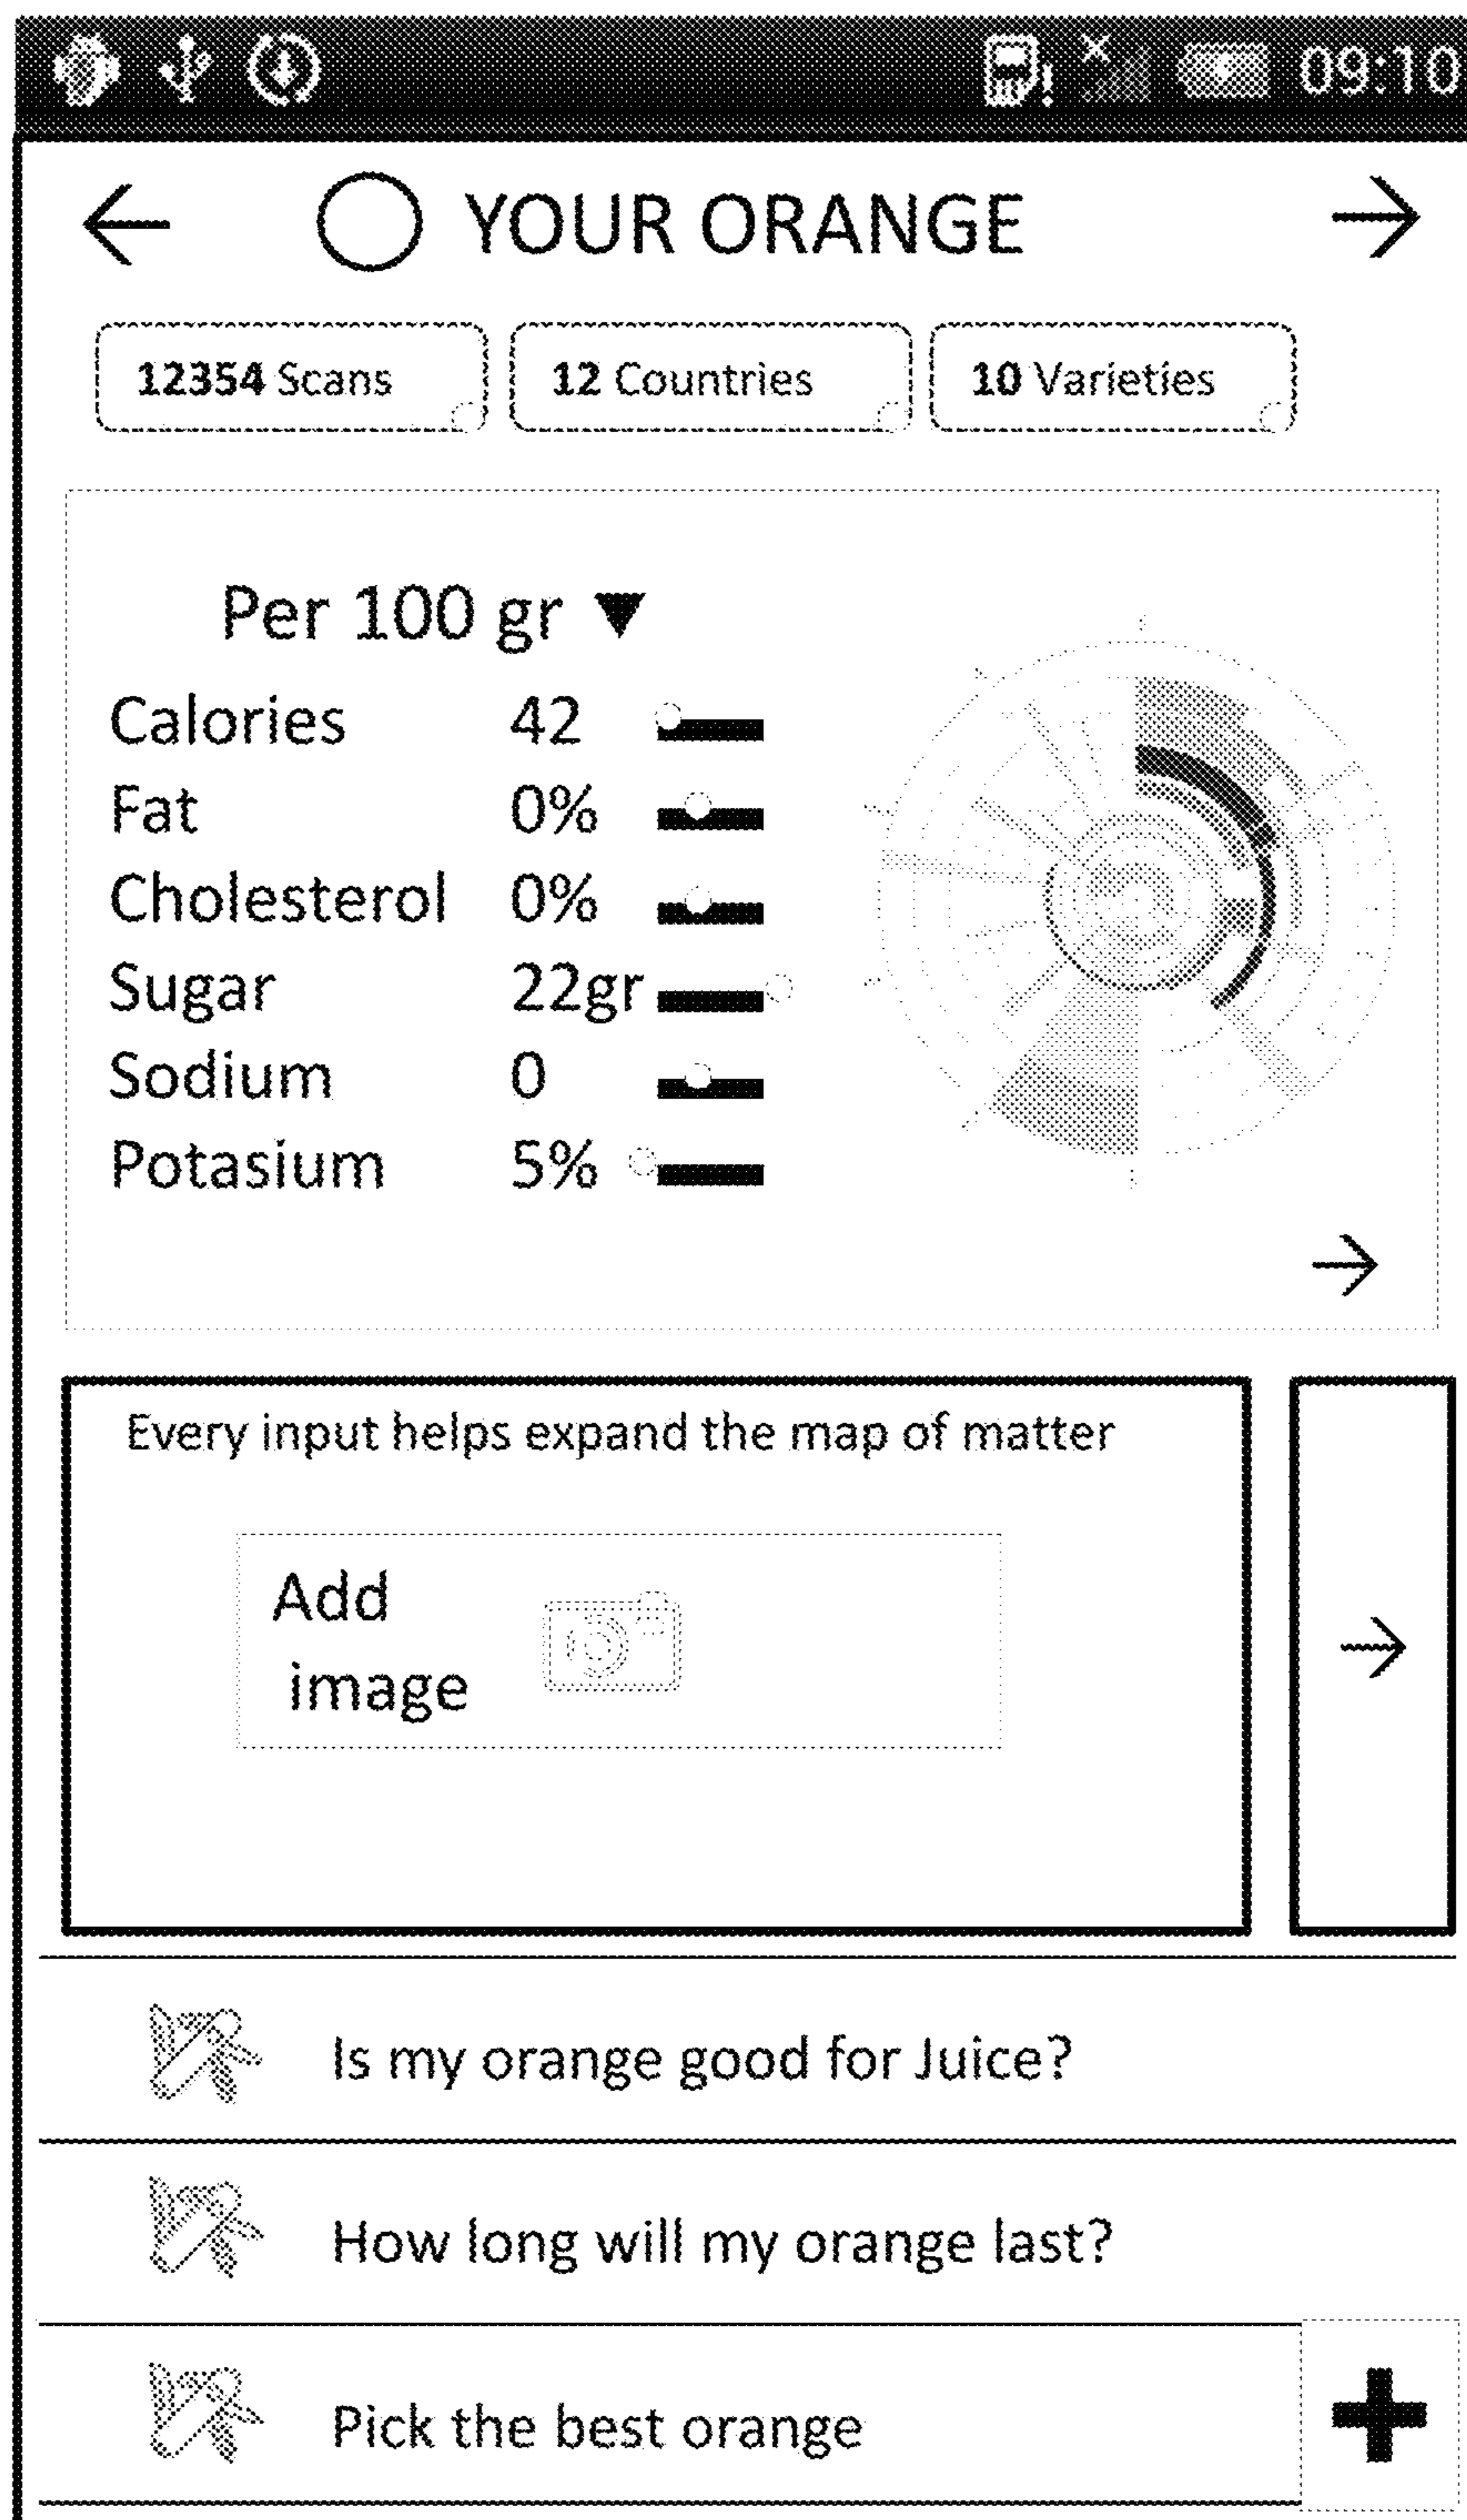 09:10
YOUR ORANGE
12354 Scans 12 Countries 10 Varieties
Per 100 gr
Calories 42
Fat 0%
Cholesterol 0%
Sugar 22gr
Sodium 0
Potasium 5%
Every input helps expand the map of matter
Add
image
Is my orange good for Juice?
How long will my orange last?
Pick the best orange